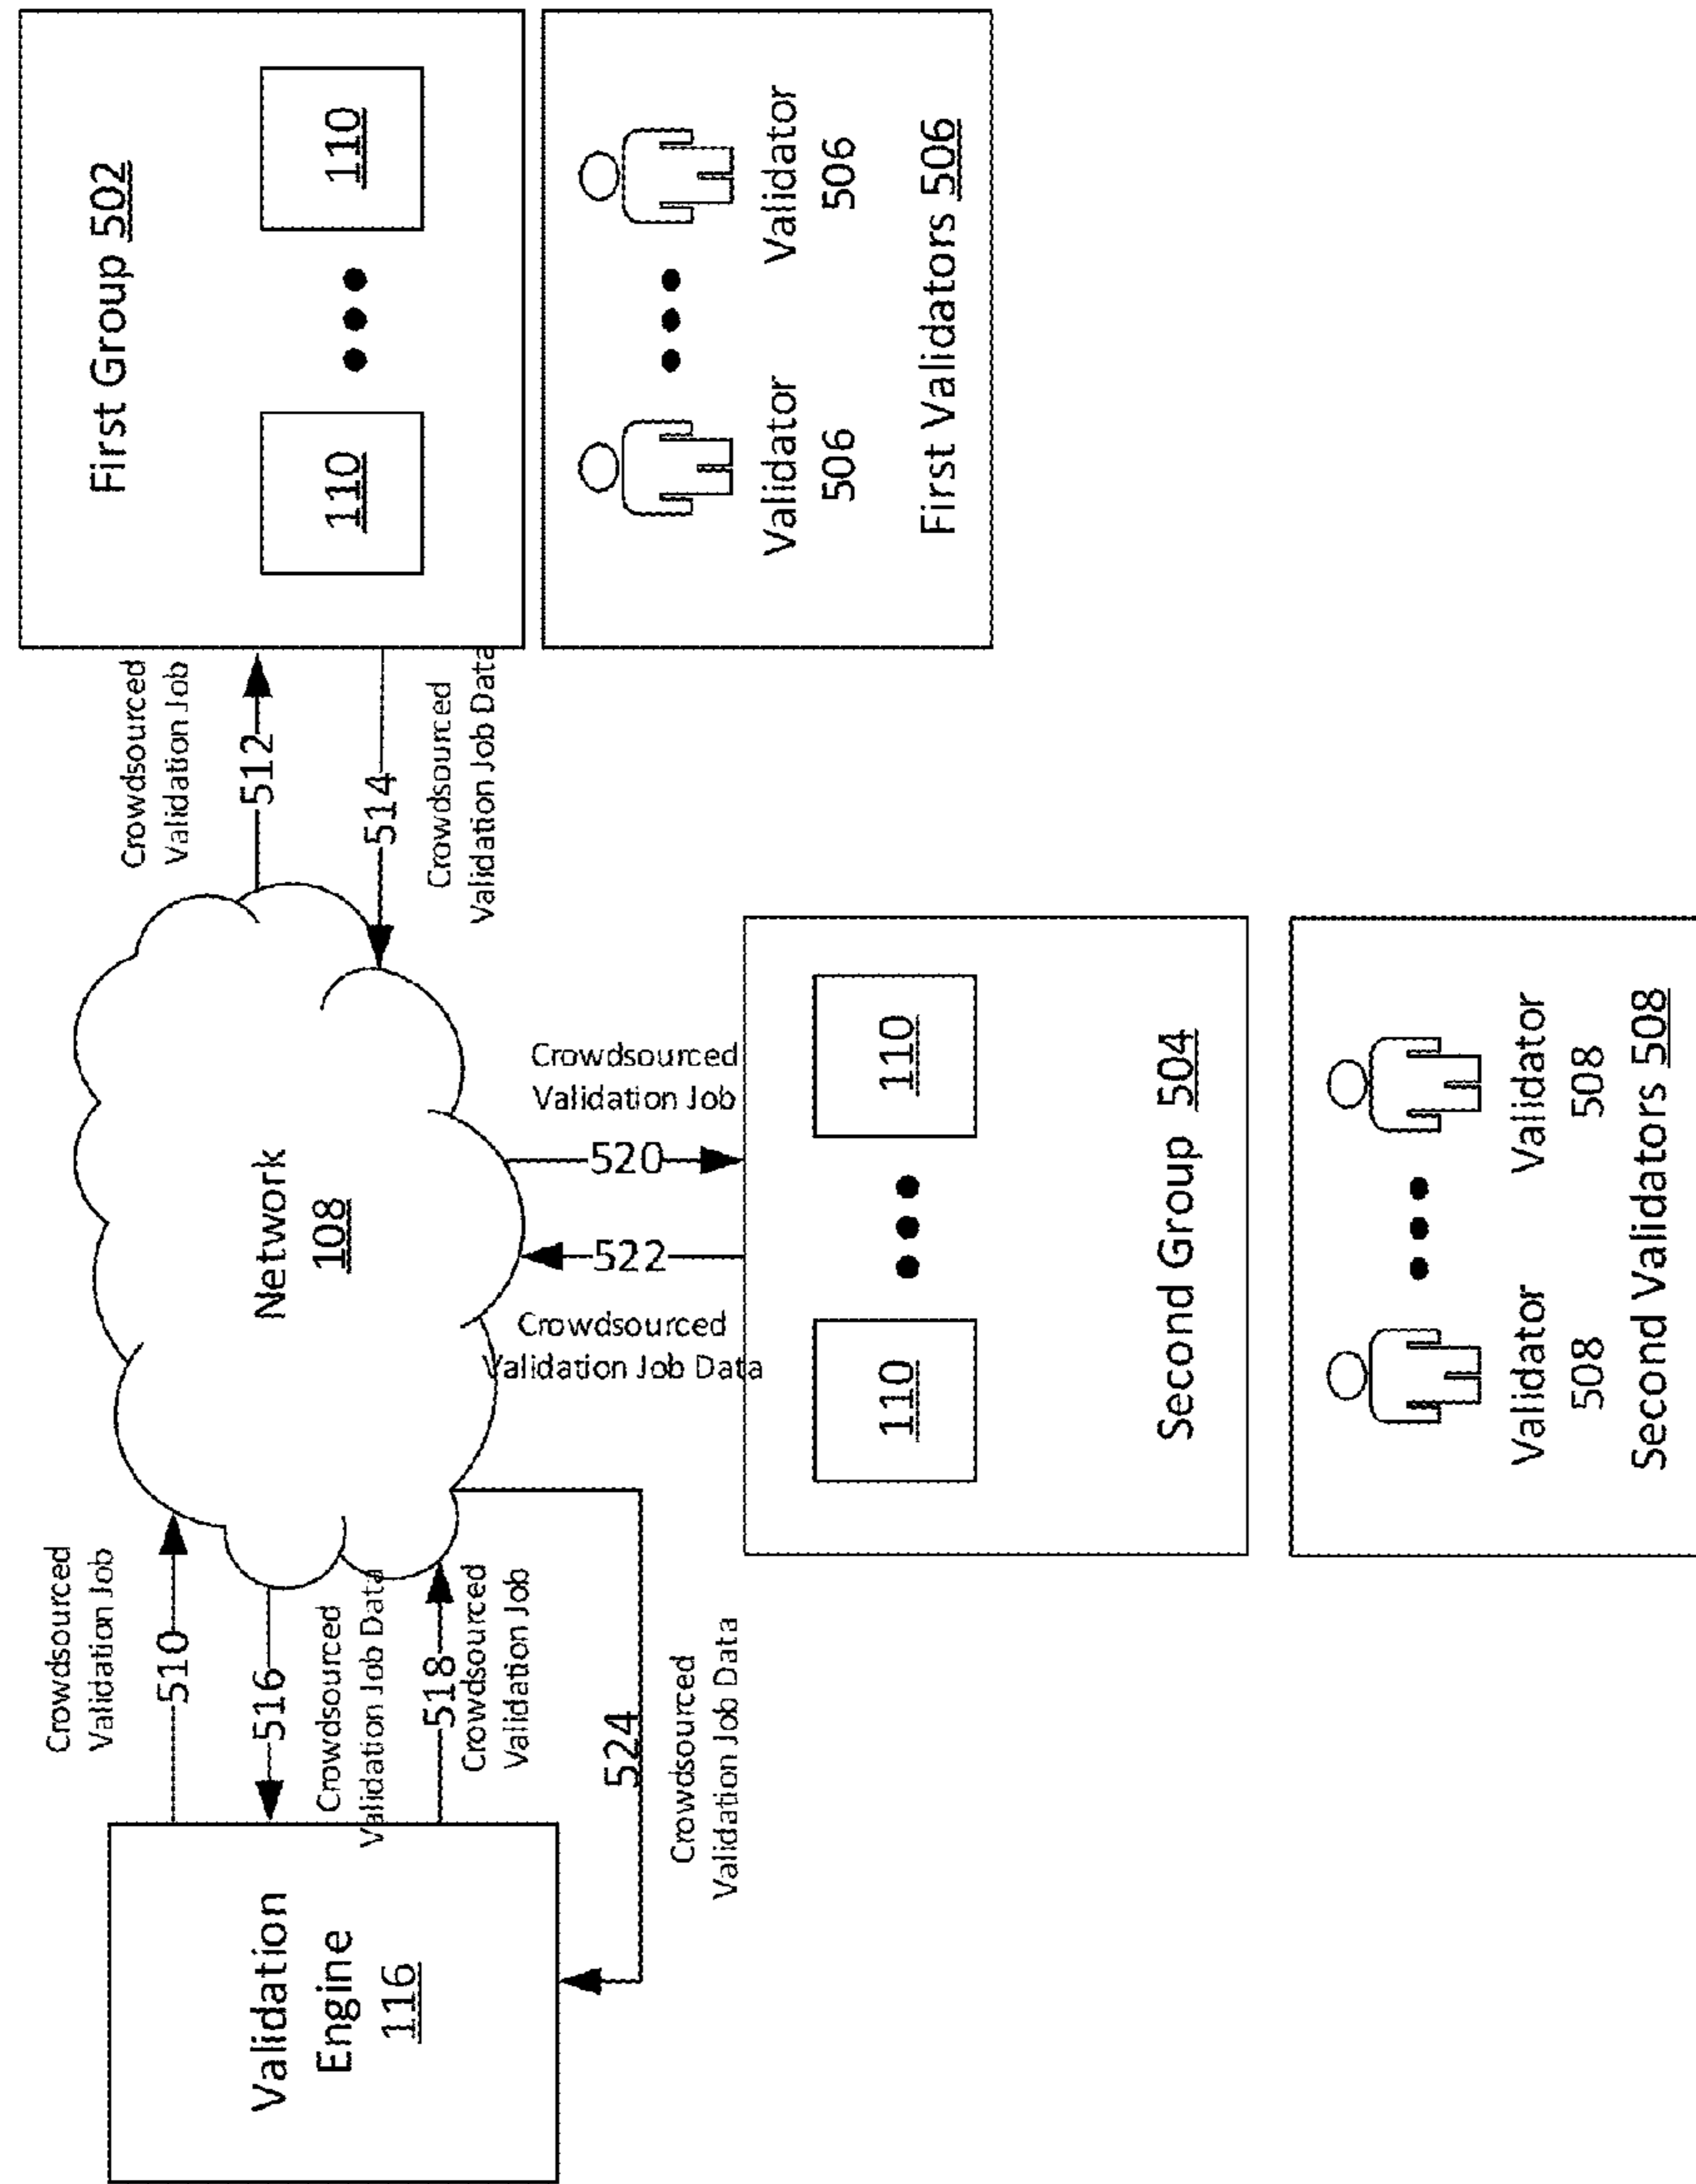 Validation
Engine
116
Crowdsourced
Validation Job
510
516
Crowdsourced
Validation Job Data
518
Crowdsourced
Validation Job
524
Crowdsourced
Validation Job Data
Network
108
Crowdsourced
Validation Job
512
514
Crowdsourced
Validation Job Data
Crowdsourced
Validation Job
520
522
Crowdsourced
Validation Job Data
First Group 502
110
110
Validator
506
Validator
506
First Validators 506
110
110
Second Group 504
Validator
508
Validator
508
Second Validators 508